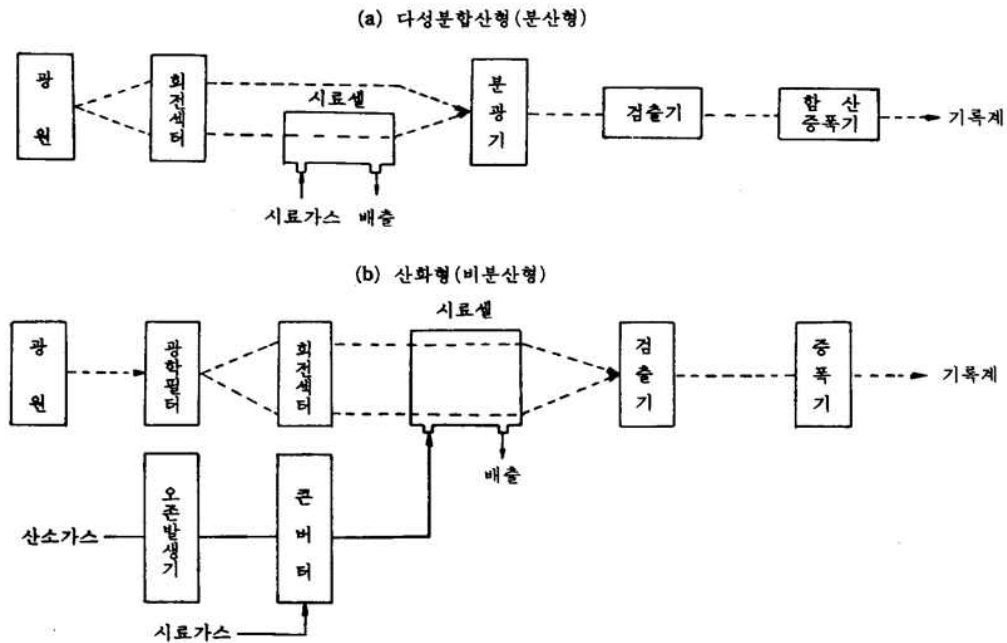 (a) 다성분합산형(분산형)
광원
회전섹터
시료셀
분광기
검출기
함산
증폭기
기록계
시료가스 배출
(b) 산화형(비분산형)
시료셀
광원
광학필터
회전섹터
검출기
증폭기
기록계
배출
산소가스
오존발생기
콘버터
시료가스